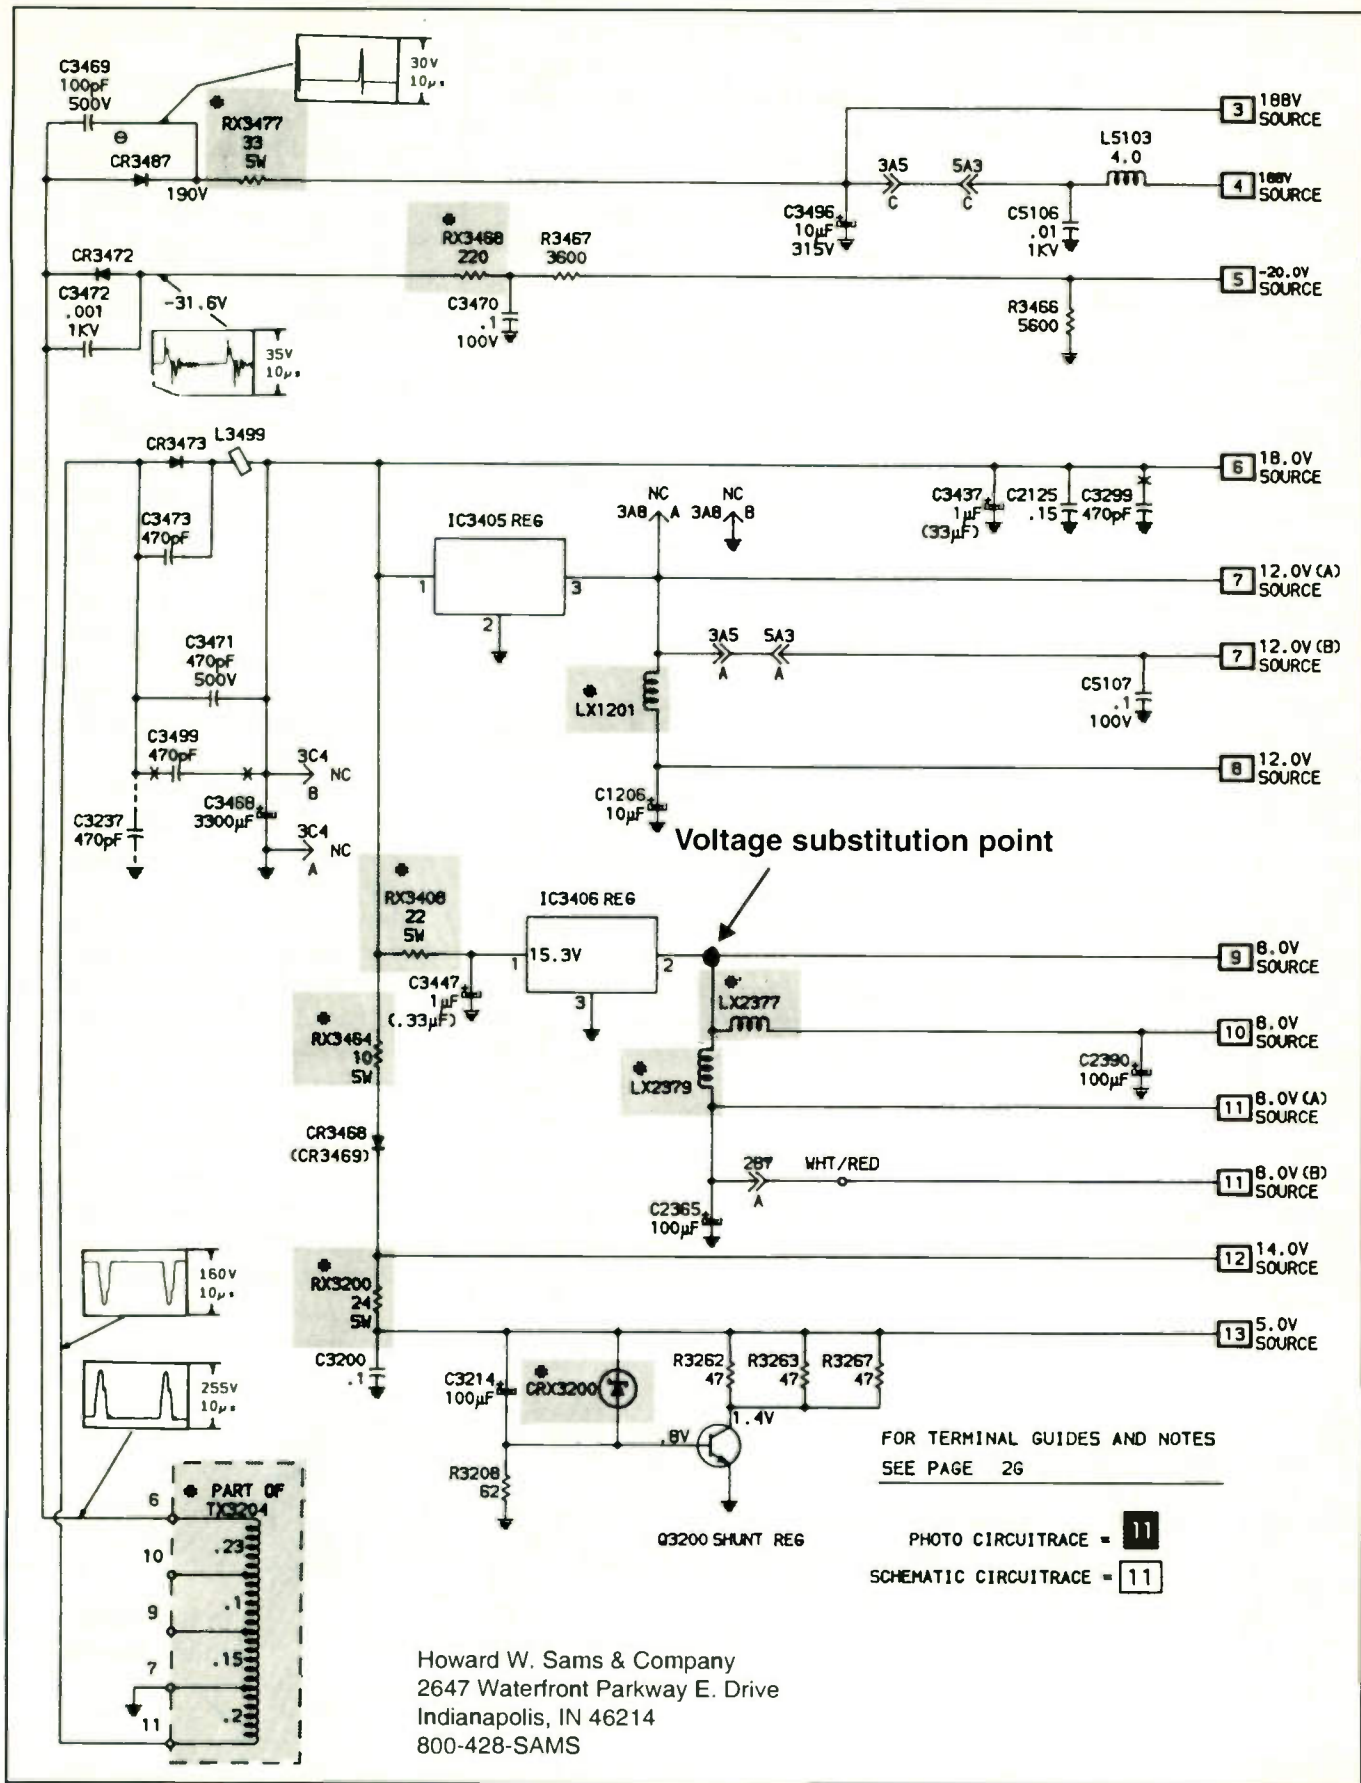 C3469
100pF
500V
30V
10µs
RX3477
33
5W
CR3487
190V
3
188V
SOURCE
L5103
4.0
3A5
5A3
C
C
4
188V
SOURCE
C3496
10µF
315V
C5106
.01
1KV
CR3472
RX3468
220
R3467
3600
5
-20.0V
SOURCE
C3472
.001
1KV
-31.6V
C3470
.1
100V
R3466
5600
35V
10µs
CR3473
L3499
6
18.0V
SOURCE
C3473
470pF
IC3405 REG
NC
3A8
A
NC
3A8
B
C3437
1µF
(33µF)
C2125
.15
C3299
470pF
1
3
2
7
12.0V(A)
SOURCE
C3471
470pF
500V
3A5
5A3
A
A
7
12.0V(B)
SOURCE
LX1201
C5107
.1
100V
C3499
470pF
3C4
NC
B
8
12.0V
SOURCE
C3237
470pF
C3468
3300µF
3C4
NC
A
C1206
10µF
Voltage substitution point
RX3408
22
5W
IC3406 REG
1
15.3V
2
3
9
8.0V
SOURCE
C3447
1µF
(.33µF)
LX2377
RX3464
10
5W
10
8.0V
SOURCE
LX2379
C2390
100µF
11
8.0V(A)
SOURCE
CR3468
(CR3469)
2B7
A
WHT/RED
11
8.0V(B)
SOURCE
C2365
100µF
160V
10µs
RX3200
24
5W
12
14.0V
SOURCE
13
5.0V
SOURCE
C3200
.1
C3214
100µF
CRX3200
R3262
47
R3263
47
R3267
47
255V
10µs
.8V
1.4V
R3208
62
Q3200 SHUNT REG
FOR TERMINAL GUIDES AND NOTES
SEE PAGE 2G
PHOTO CIRCUITRACE = 11
SCHEMATIC CIRCUITRACE = 11
PART OF
TX3204
6
.23
10
.1
9
.15
7
.2
11
Howard W. Sams & Company
2647 Waterfront Parkway E. Drive
Indianapolis, IN 46214
800-428-SAMS